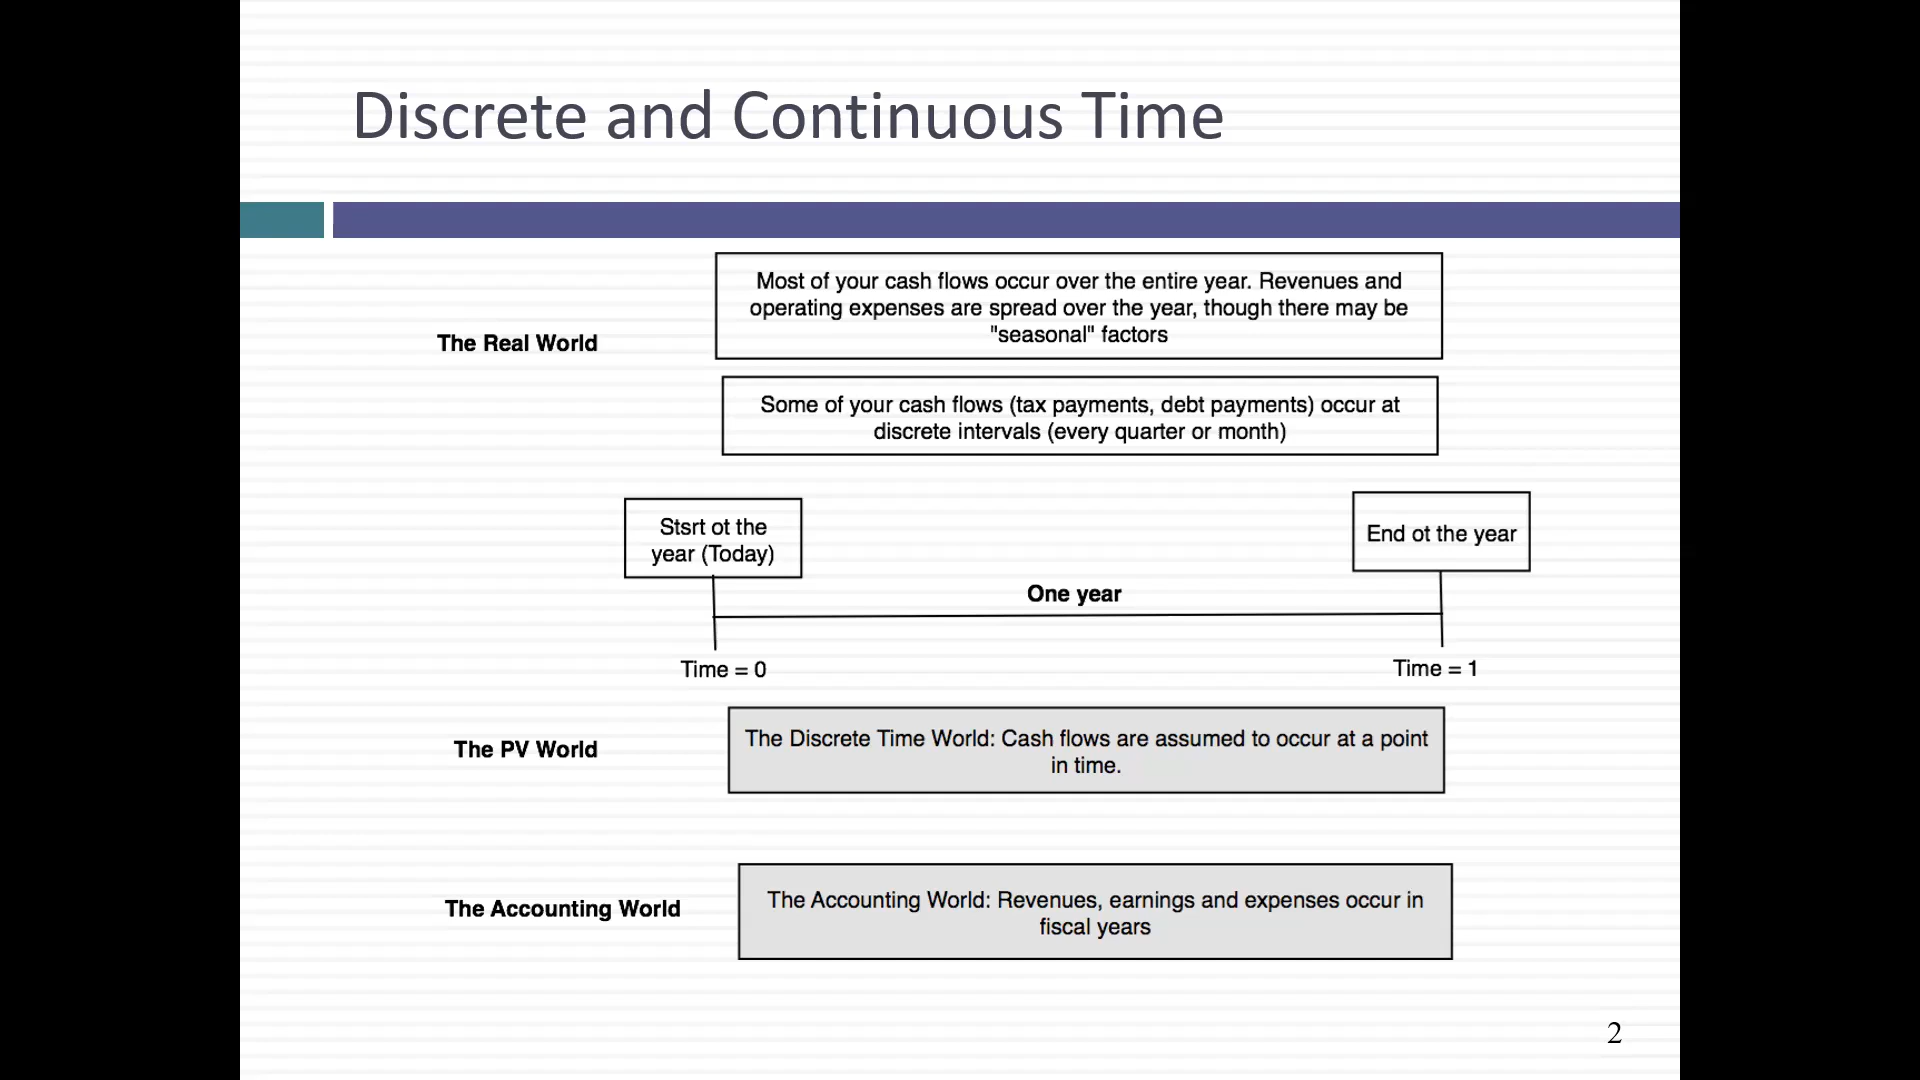 Discrete and Continuous Time
Most of your cash flows occur over the entire year. Revenues and
operating expenses are spread over the year, though there may be
"seasonal" factors
The Real World
Some of your cash flows (tax payments, debt payments) occur at
discrete intervals (every quarter or month)
Stsrt ot the
year (Today)
End ot the year
One year
Time = 0
Time = 1
The PV World
The Discrete Time World: Cash flows are assumed to occur at a point
in time.
The Accounting World
The Accounting World: Revenues, earnings and expenses occur in
fiscal years
2